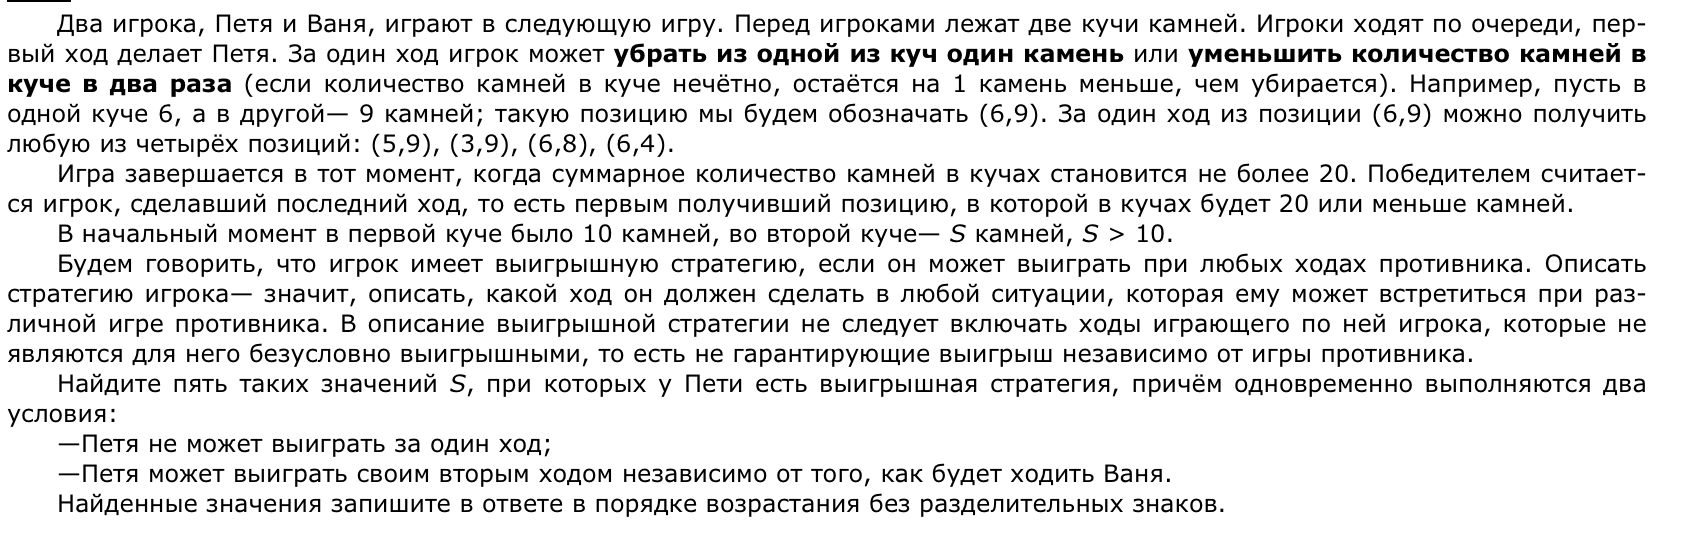 Два игрока, Петя и Ваня, играют в следующую игру. Перед игроками лежат две кучи камней. Игроки ходят по очереди, пер-
вый ход делает Петя. За один ход игрок может убрать из одной из куч один камень или уменьшить количество камней в
куче в два раза (если количество камней в куче нечётно, остаётся на 1 камень меньше, чем убирается). Например, пусть в
одной куче 6, а в другой— 9 камней; такую позицию мы будем обозначать (6,9). За один ход из позиции (6,9) можно получить
любую из четырёх позиций: (5,9), (3,9), (6,8), (6,4).
Игра завершается в тот момент, когда суммарное количество камней в кучах становится не более 20. Победителем считает-
ся игрок, сделавший последний ход, то есть первым получивший позицию, в которой в кучах будет 20 или меньше камней.
В начальный момент в первой куче было 10 камней, во второй куче— S камней, S > 10.
Будем говорить, что игрок имеет выигрышную стратегию, если он может выиграть при любых ходах противника. Описать
стратегию игрока— значит, описать, какой ход он должен сделать в любой ситуации, которая ему может встретиться при раз-
личной игре противника. В описание выигрышной стратегии не следует включать ходы играющего по ней игрока, которые не
являются для него безусловно выигрышными, то есть не гарантирующие выигрыш независимо от игры противника.
Найдите пять таких значений S, при которых у Пети есть выигрышная стратегия, причём одновременно выполняются два
условия:
—Петя не может выиграть за один ход;
—Петя может выиграть своим вторым ходом независимо от того, как будет ходить Ваня.
Найденные значения запишите в ответе в порядке возрастания без разделительных знаков.